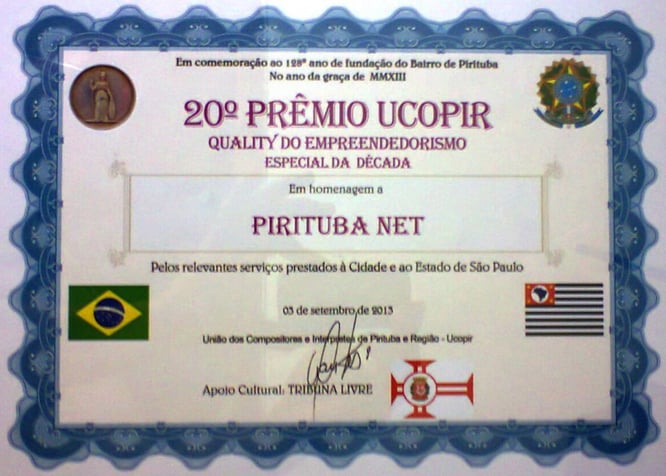 Em comemoração ao 128º ano de fundação do Bairro de Pirituba
No ano da graça de MMXIII
20º PRÊMIO UCOPIR
QUALITY DO EMPREENDEDORISMO
ESPECIAL DA DÉCADA
Em homenagem a
PIRITUBA NET
Pelos relevantes serviços prestados à Cidade e ao Estado de São Paulo
03 de setembro,de 2013
União dos Compositores e Interpretes de Pirituba e Região - Ucopir
Apoio Cultural: TRIBUNA LIVRE